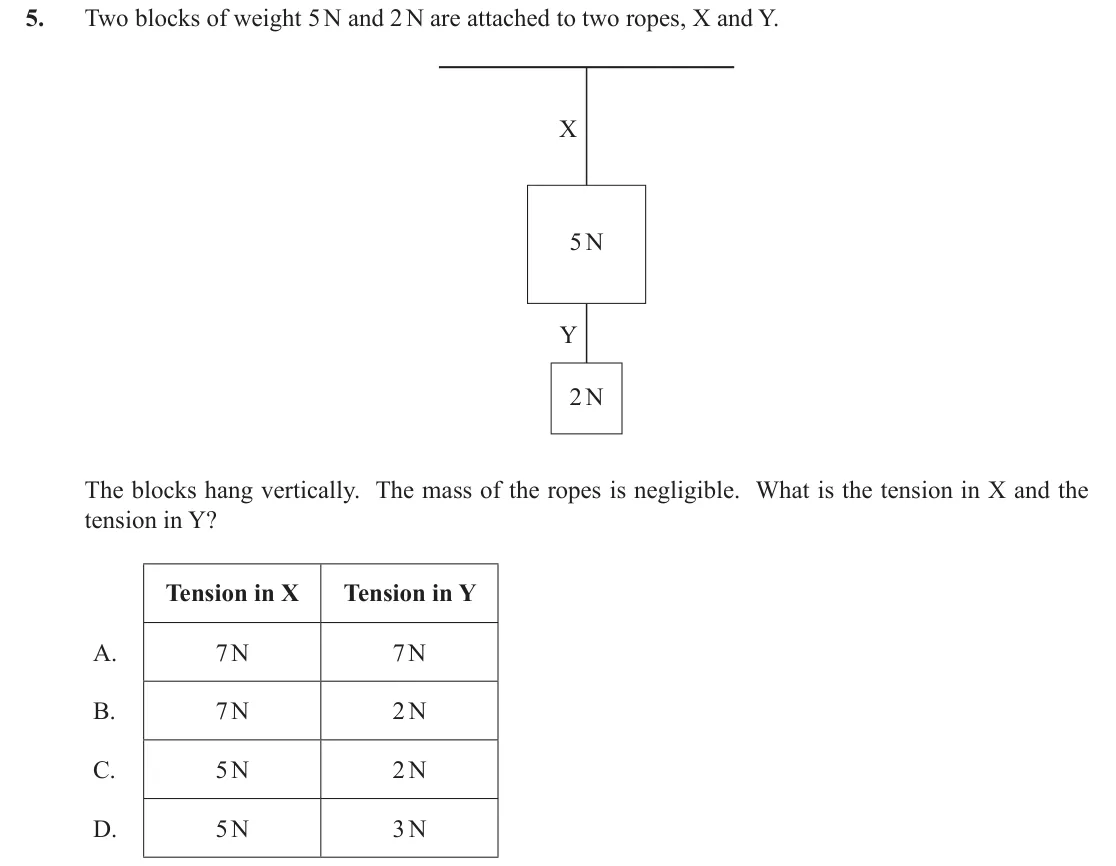 5. Two blocks of weight 5 N and 2 N are attached to two ropes, X and Y.
X
5 N
Y
2 N
The blocks hang vertically. The mass of the ropes is negligible. What is the tension in X and the
tension in Y?
Tension in X Tension in Y
A. 7 N 7 N
B. 7 N 2 N
C. 5 N 2 N
D. 5 N 3 N